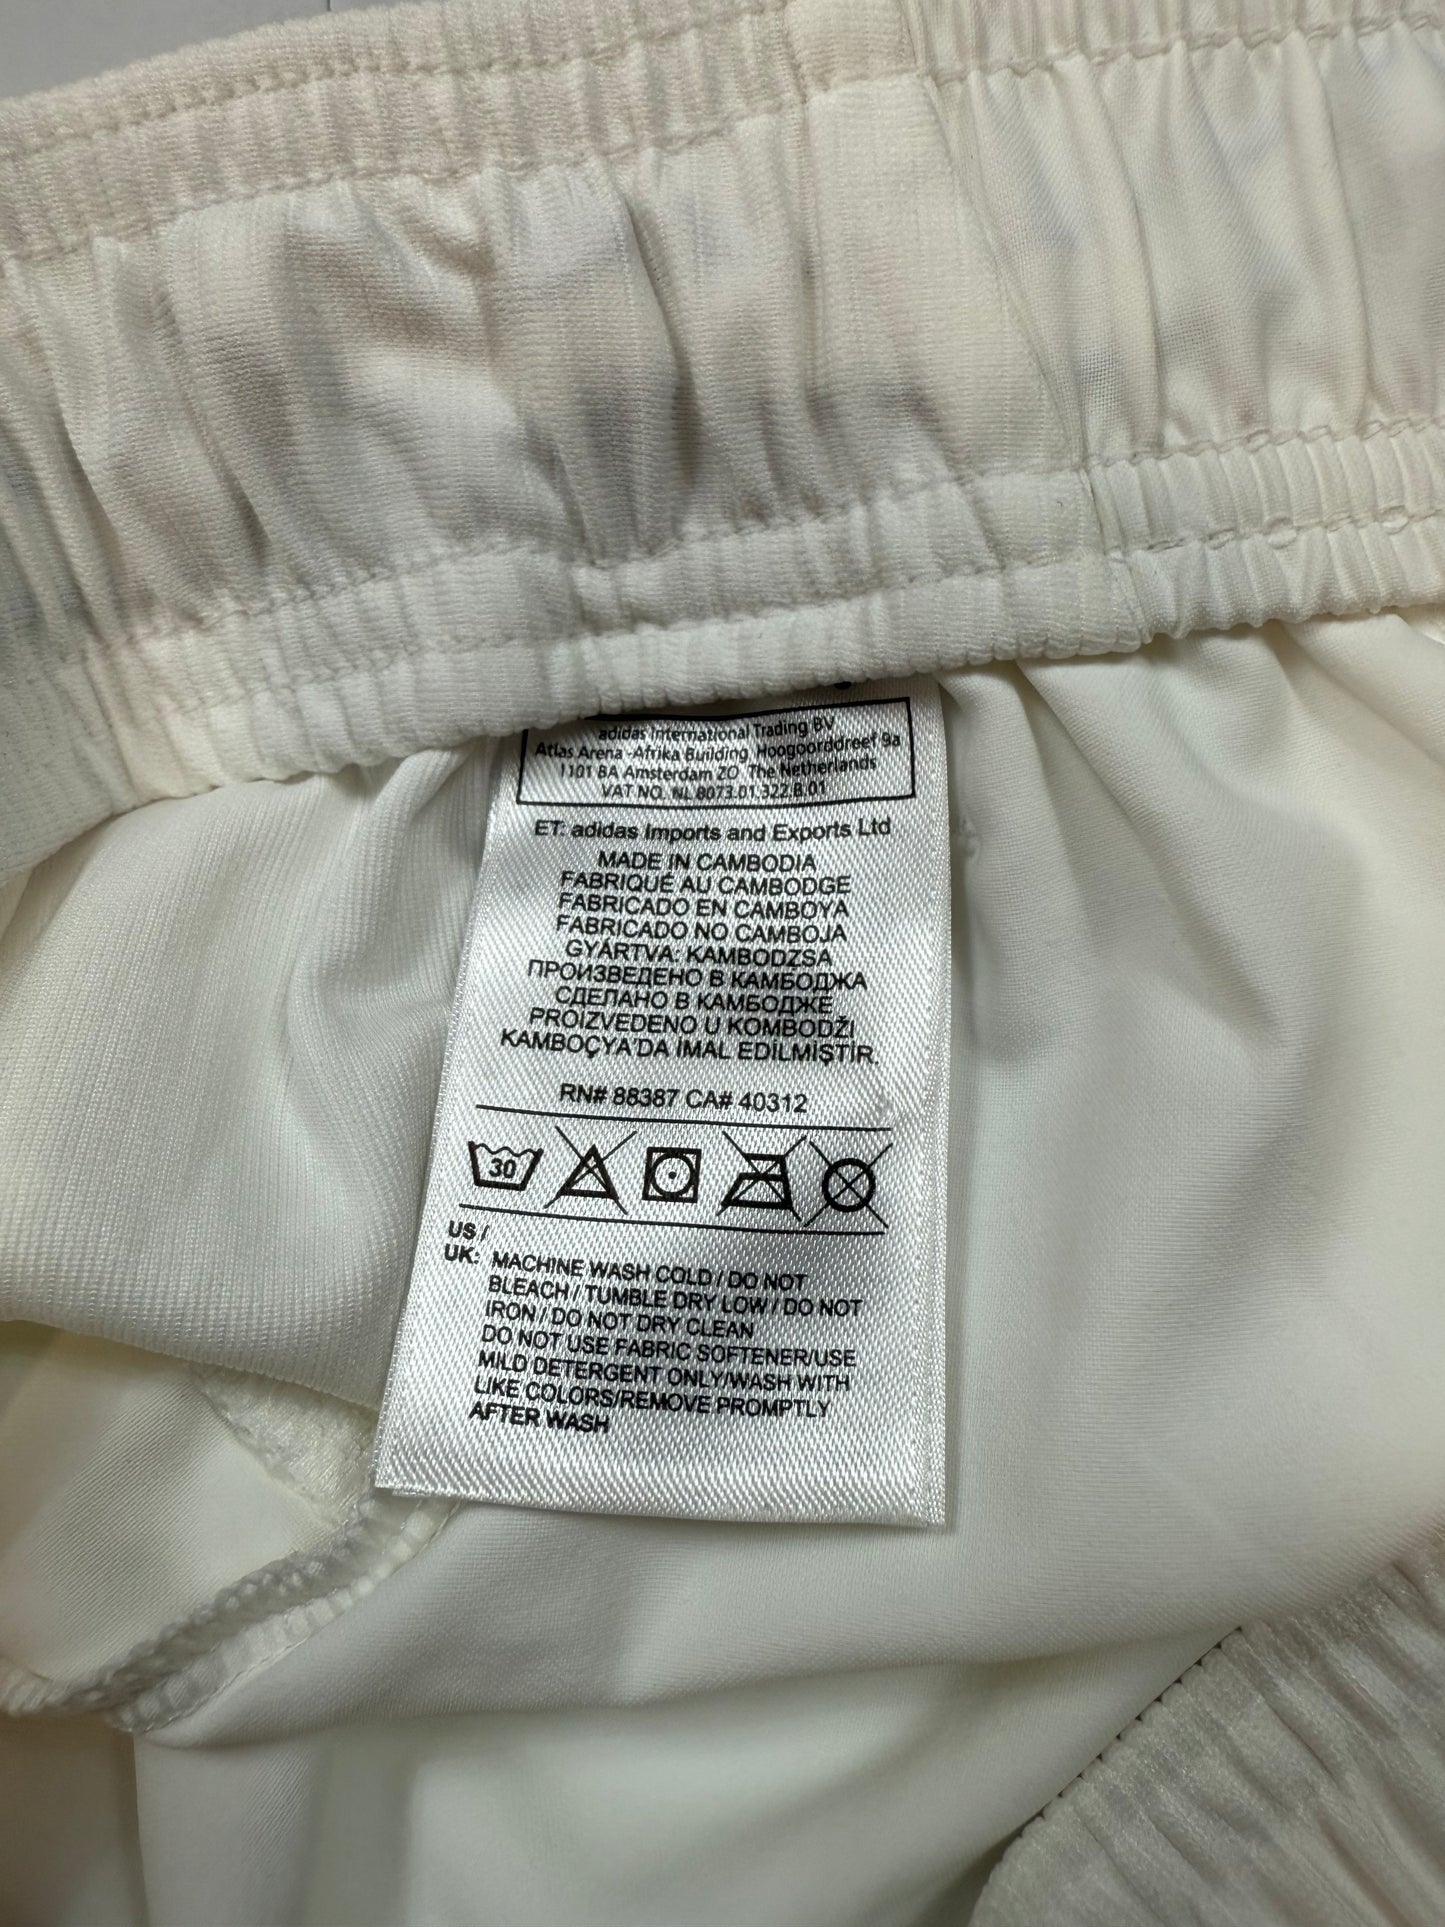 adidas International Trading BV
Atlas Arena -Afrika Building, Hoogoorddreef 9a
1101 BA Amsterdam ZO The Netherlands
VAT NO. NL 8073.01.322.B.01
ET: adidas Imports and Exports Ltd
MADE IN CAMBODIA
FABRIQUÉ AU CAMBODGE
FABRICADO EN CAMBOYA
FABRICADO NO CAMBOJA
GYÁRTVA: KAMBODZSA
ПРОИЗВЕДЕНО В КАМБОДЖА
СДЕЛАНО В КАМБОДЖЕ
PROIZVEDENO U KOMBODŽI
KAMBOÇYA'DA İMAL EDİLMİŞTİR.
RN# 88387 CA# 40312
30
US /
UK: MACHINE WASH COLD / DO NOT
BLEACH / TUMBLE DRY LOW / DO NOT
IRON / DO NOT DRY CLEAN
DO NOT USE FABRIC SOFTENER/USE
MILD DETERGENT ONLY/WASH WITH
LIKE COLORS/REMOVE PROMPTLY
AFTER WASH